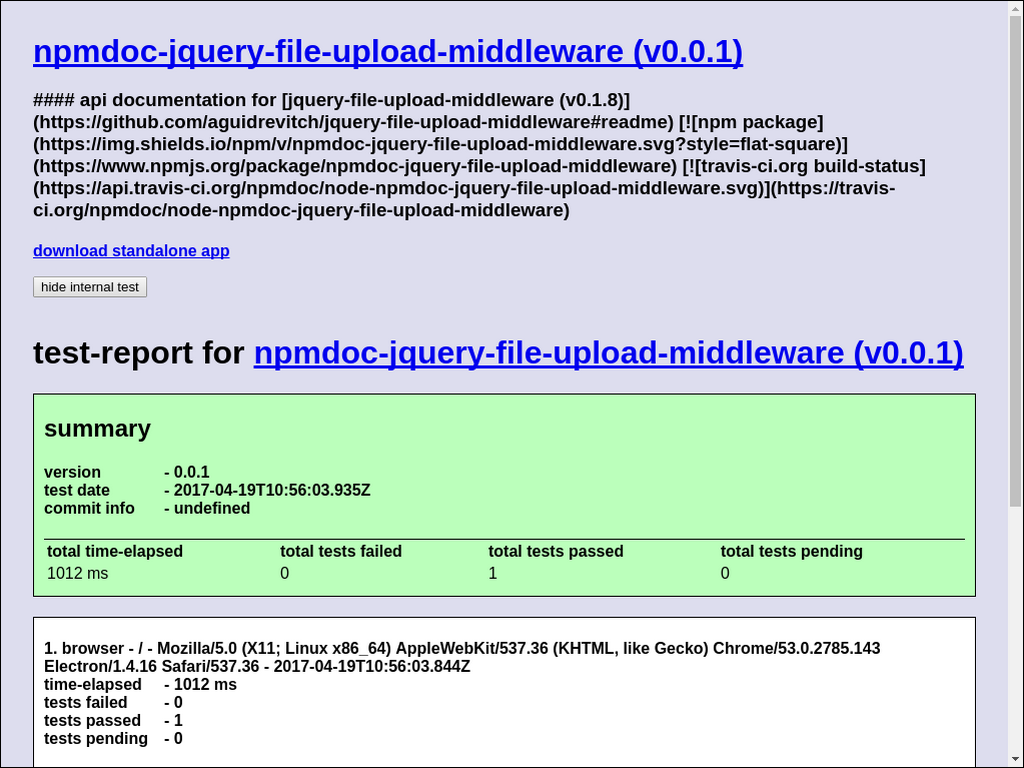 npmdoc-jquery-file-upload-middleware (v0.0.1)
#### api documentation for [jquery-file-upload-middleware (v0.1.8)]
(https://github.com/aguidrevitch/jquery-file-upload-middleware#readme) [![npm package]
(https://img.shields.io/npm/v/npmdoc-jquery-file-upload-middleware.svg?style=flat-square)]
(https://www.npmjs.org/package/npmdoc-jquery-file-upload-middleware) [![travis-ci.org build-status]
(https://api.travis-ci.org/npmdoc/node-npmdoc-jquery-file-upload-middleware.svg)](https://travis-
ci.org/npmdoc/node-npmdoc-jquery-file-upload-middleware)
download standalone app
hide internal test
test-report for npmdoc-jquery-file-upload-middleware (v0.0.1)
summary
version - 0.0.1
test date - 2017-04-19T10:56:03.935Z
commit info - undefined
total time-elapsed total tests failed total tests passed total tests pending
1012 ms 0 1 0
1. browser - / - Mozilla/5.0 (X11; Linux x86_64) AppleWebKit/537.36 (KHTML, like Gecko) Chrome/53.0.2785.143
Electron/1.4.16 Safari/537.36 - 2017-04-19T10:56:03.844Z
time-elapsed - 1012 ms
tests failed - 0
tests passed - 1
tests pending - 0